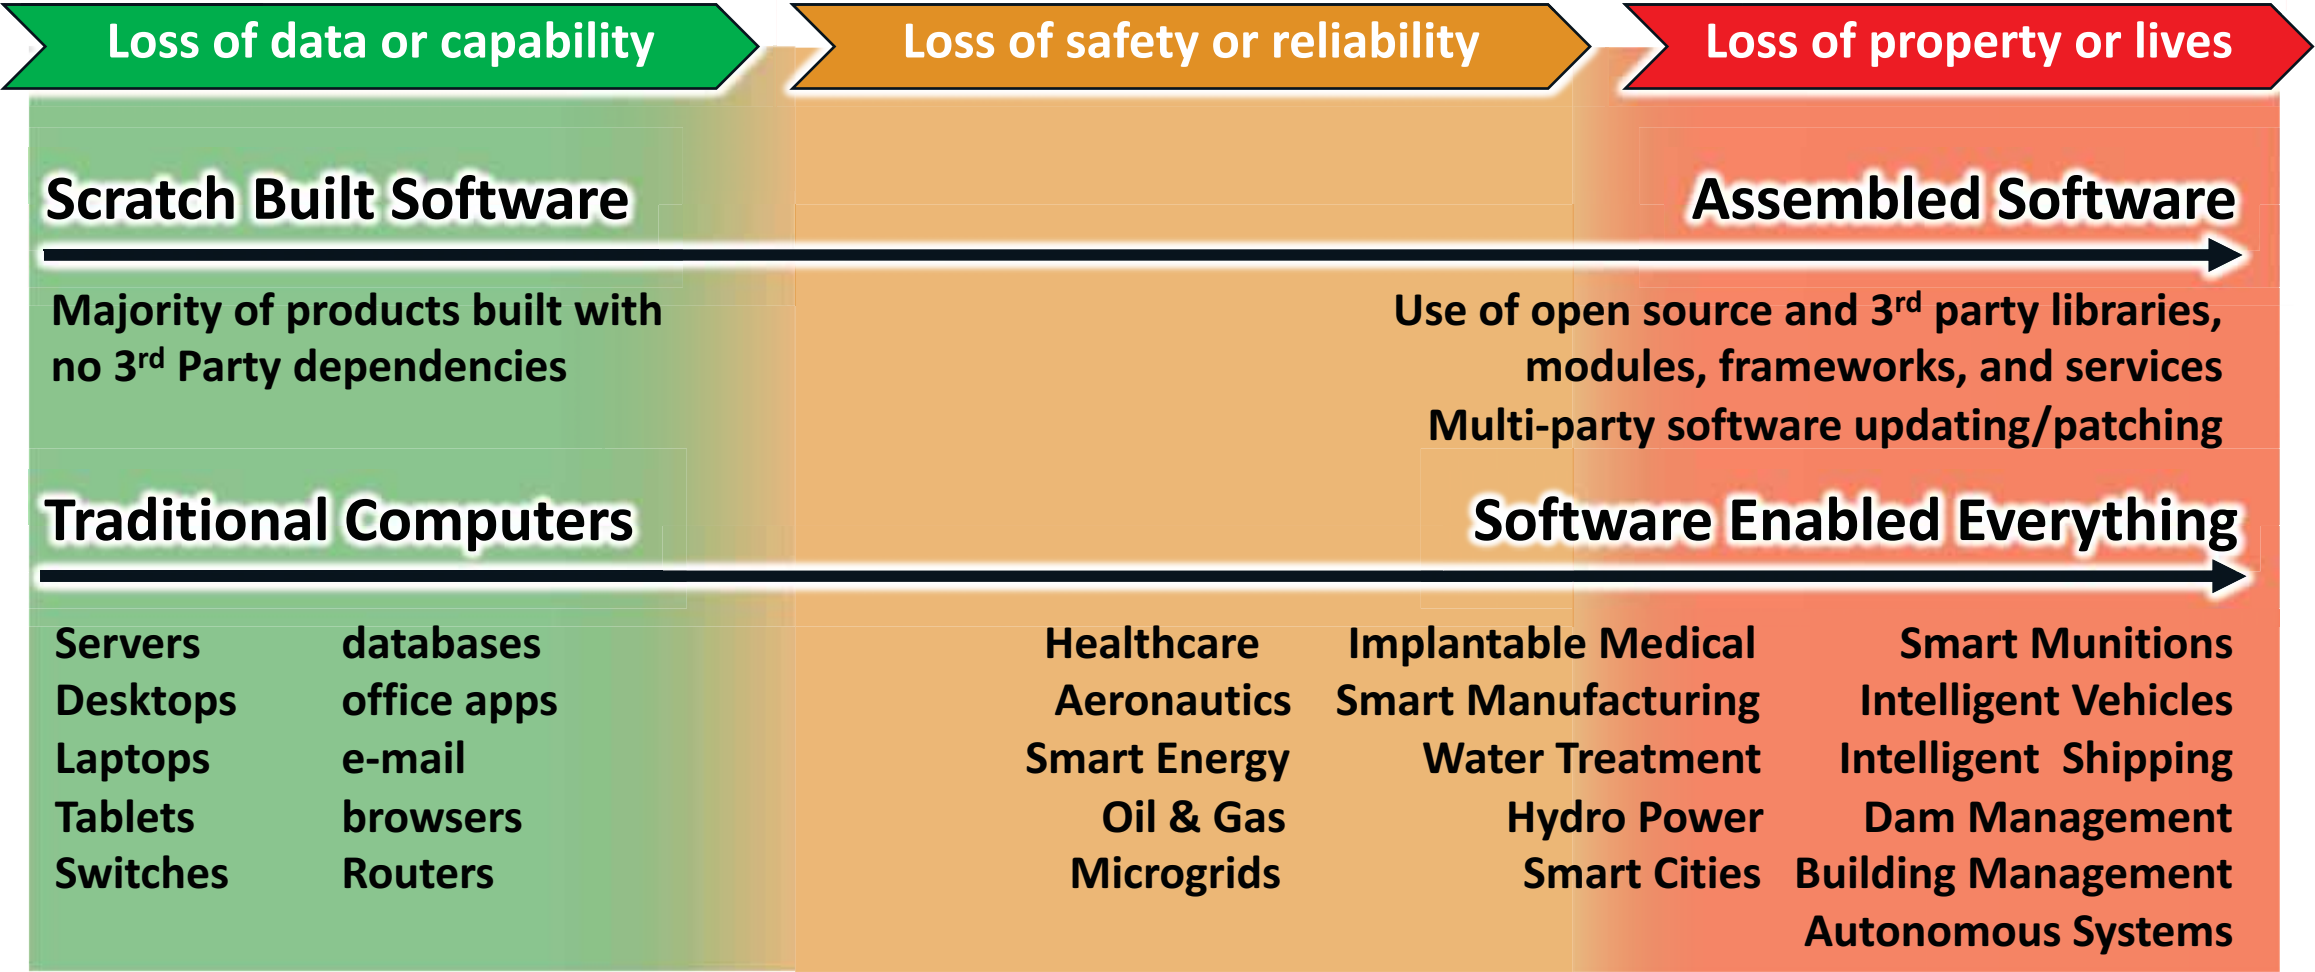 Loss of data or capability
Loss of safety or reliability
Loss of property or lives
Scratch Built Software
Assembled Software
Majority of products built with
no 3rd Party dependencies
Use of open source and 3rd party libraries,
modules, frameworks, and services
Multi-party software updating/patching
Traditional Computers
Software Enabled Everything
Servers databases
Desktops office apps
Laptops e-mail
Tablets browsers
Switches Routers
Healthcare Implantable Medical Smart Munitions
Aeronautics Smart Manufacturing Intelligent Vehicles
Smart Energy Water Treatment Intelligent Shipping
Oil & Gas Hydro Power Dam Management
Microgrids Smart Cities Building Management
Autonomous Systems